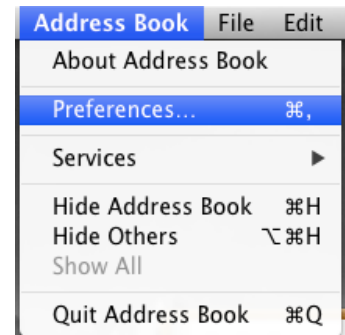 Address Book File Edit
About Address Book
Preferences... ⌘,
Services ▶
Hide Address Book ⌘H
Hide Others ⌥⌘H
Show All
Quit Address Book ⌘Q